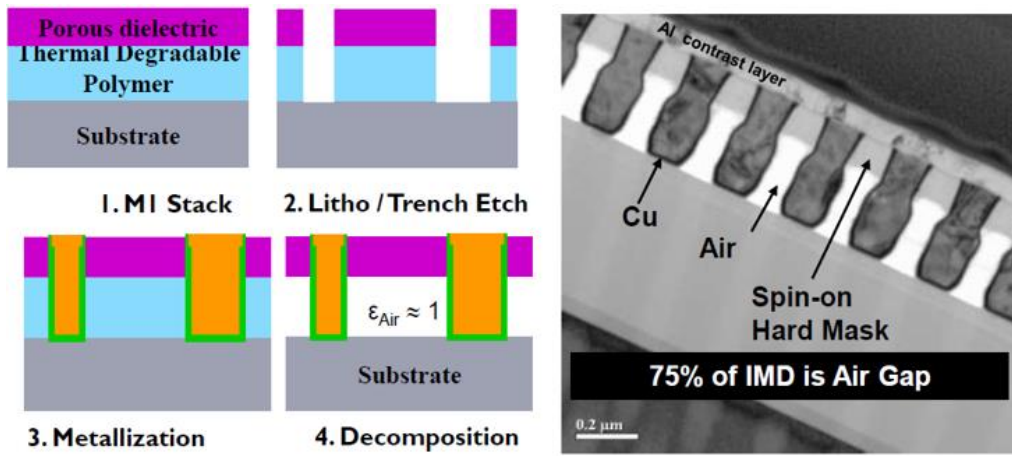 Porous dielectric
Thermal Degradable
Polymer
Substrate
1. M1 Stack
2. Litho / Trench Etch
3. Metallization
εAir ≈ 1
Substrate
4. Decomposition
Al contrast layer
Cu
Air
Spin-on
Hard Mask
75% of IMD is Air Gap
0.2 µm